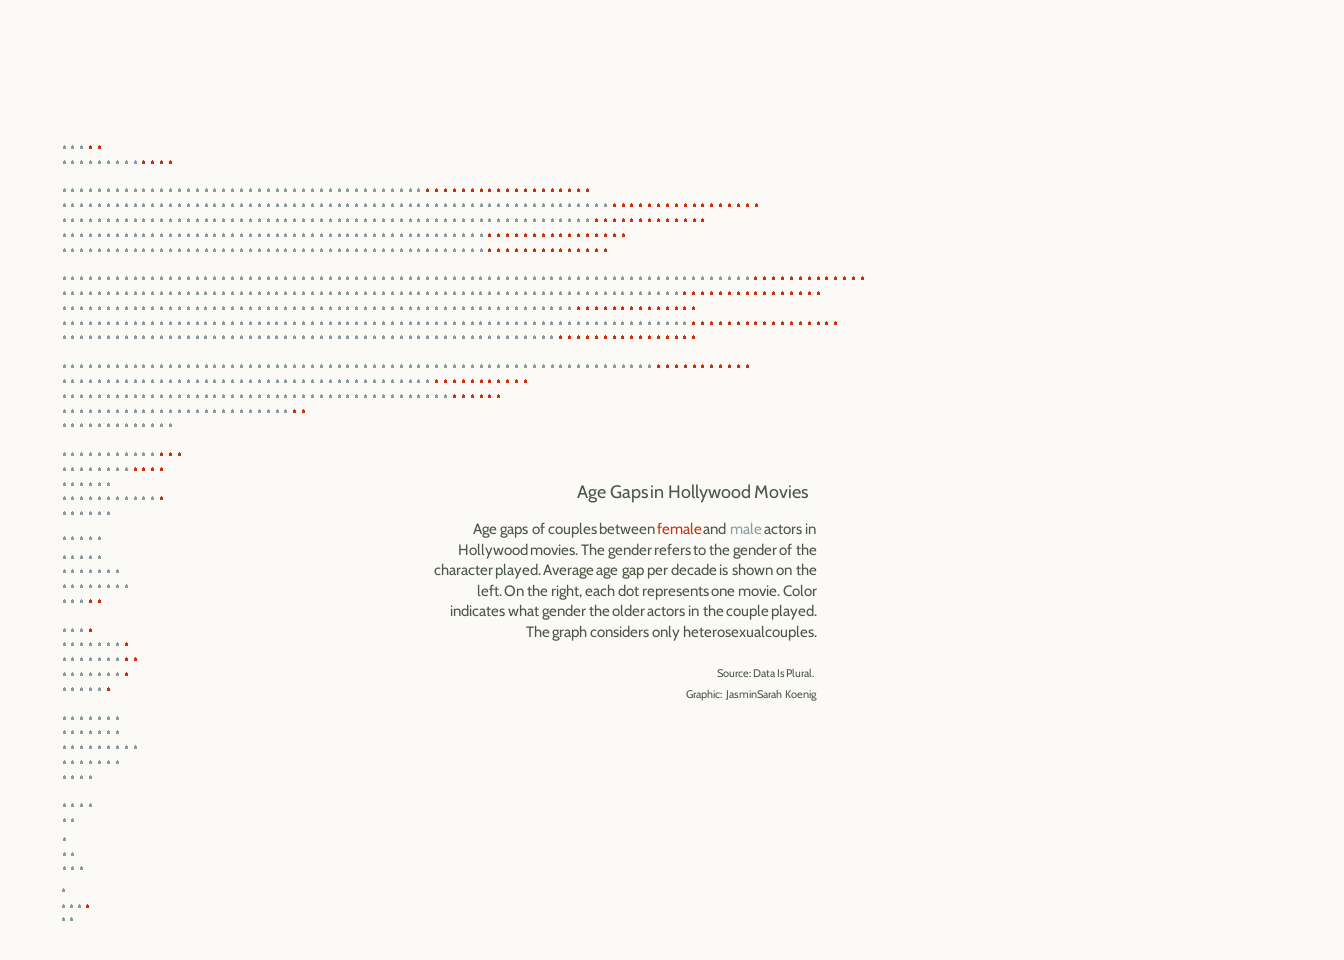 Age Gaps in Hollywood Movies
Age gaps of couples between female and male actors in
Hollywood movies. The gender refers to the gender of the
character played. Average age gap per decade is shown on the
left. On the right, each dot represents one movie. Color
indicates what gender the older actors in the couple played.
The graph considers only heterosexual couples.
Source: Data Is Plural.
Graphic: Jasmin Sarah Koenig